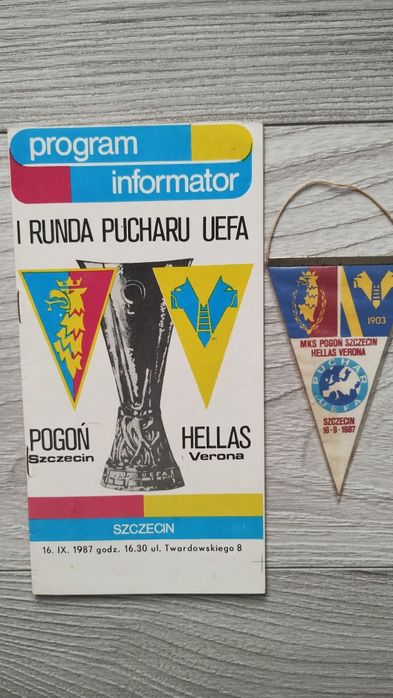 program
informator
I RUNDA PUCHARU UEFA
POGOŃ
Szczecin
HELLAS
Verona
SZCZECIN
16. IX. 1987 godz. 16.30 ul. Twardowskiego 8
1903
MKS POGOŃ SZCZECIN
HELLAS VERONA
PUCHAR
UEFA
SZCZECIN
16-9-1987